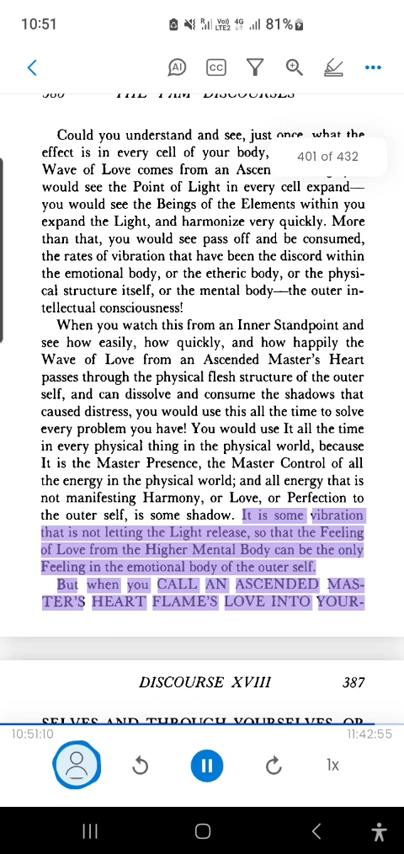 10:51
Vo)) LTE2 4G 81%
AI CC
386 THE "I AM" DISCOURSES
Could you understand and see, just once, what the
effect is in every cell of your body,
Wave of Love comes from an Ascen
401 of 432
would see the Point of Light in every cell expand—
you would see the Beings of the Elements within you
expand the Light, and harmonize very quickly. More
than that, you would see pass off and be consumed,
the rates of vibration that have been the discord within
the emotional body, or the etheric body, or the physi-
cal structure itself, or the mental body—the outer in-
tellectual consciousness!
When you watch this from an Inner Standpoint and
see how easily, how quickly, and how happily the
Wave of Love from an Ascended Master's Heart
passes through the physical flesh structure of the outer
self, and can dissolve and consume the shadows that
caused distress, you would use this all the time to solve
every problem you have! You would use It all the time
in every physical thing in the physical world, because
It is the Master Presence, the Master Control of all
the energy in the physical world; and all energy that is
not manifesting Harmony, or Love, or Perfection to
the outer self, is some shadow. It is some vibration
that is not letting the Light release, so that the Feeling
of Love from the Higher Mental Body can be the only
Feeling in the emotional body of the outer self.
But when you CALL AN ASCENDED MAS-
TER'S HEART FLAME'S LOVE INTO YOUR-
DISCOURSE XVIII 387
SELVES AND THROUGH YOURSELVES, OR
10:51:10 11:42:55
1x